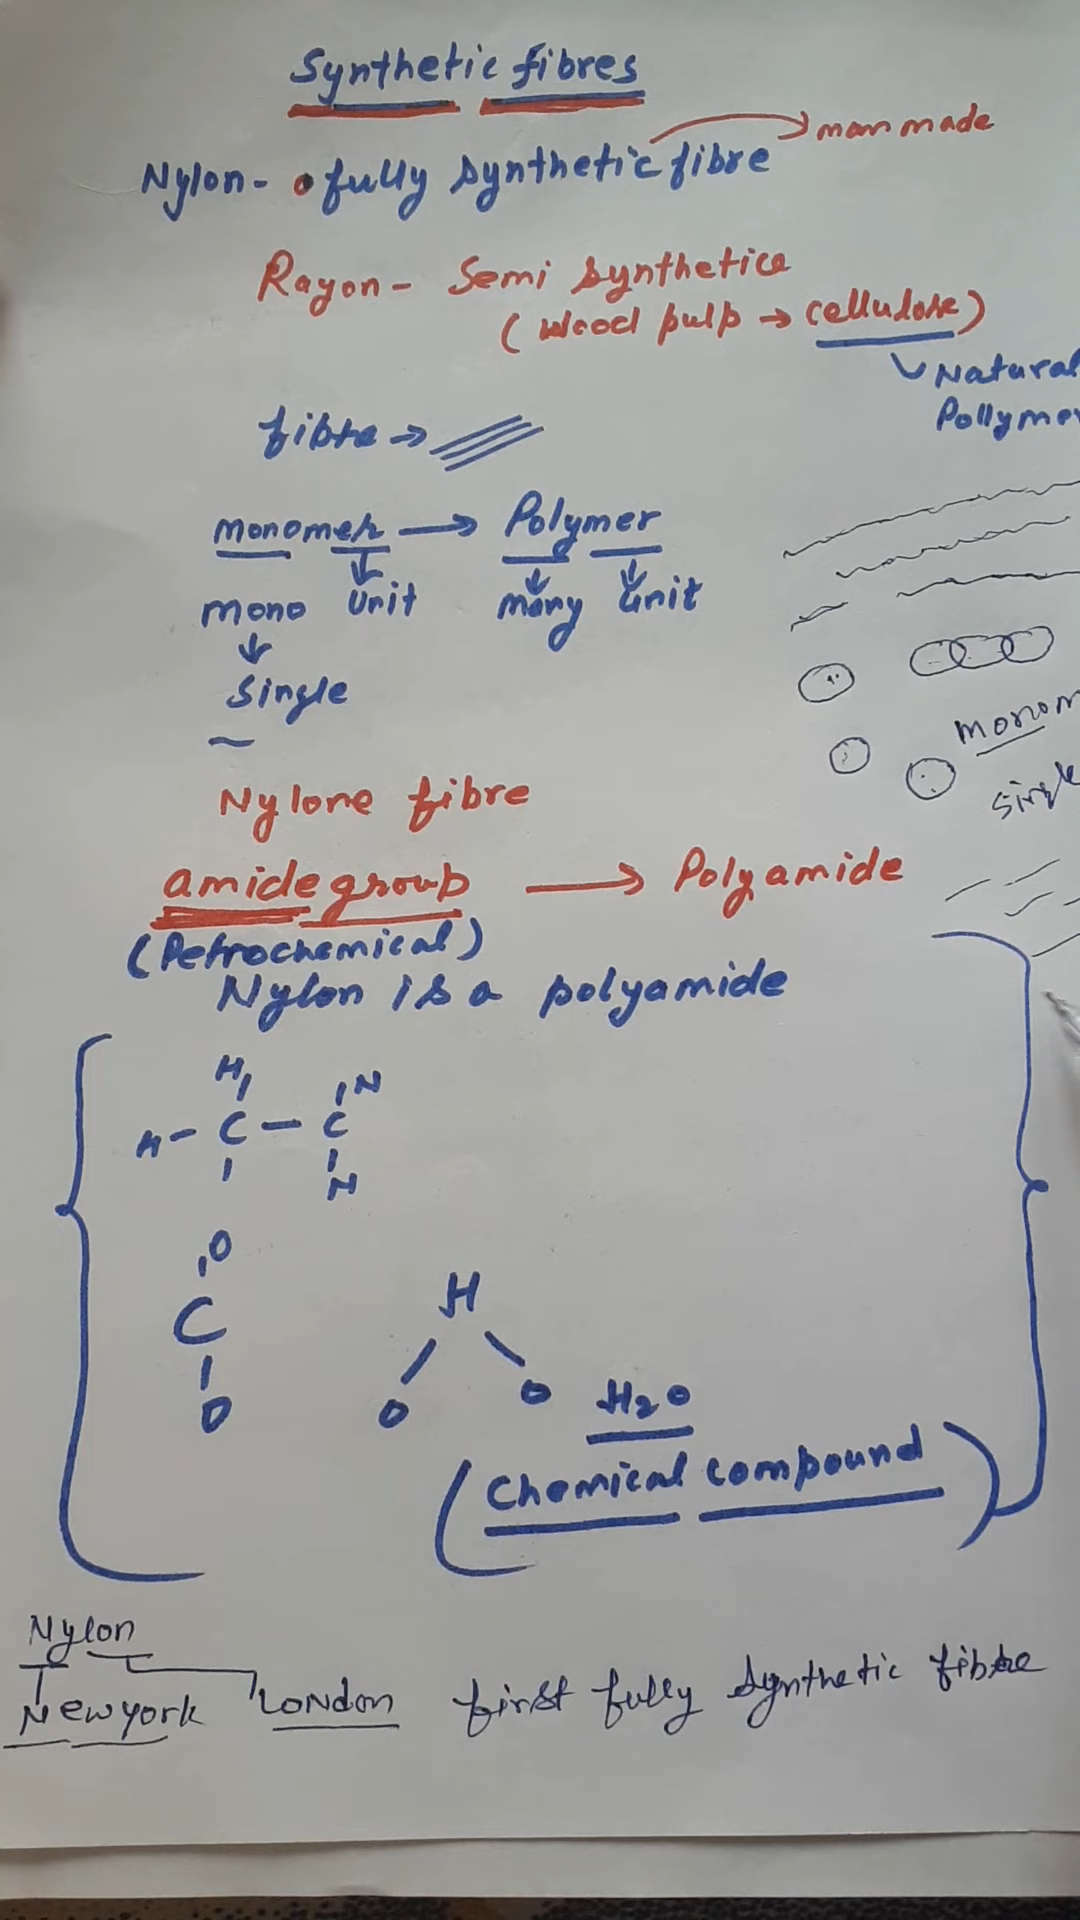 Synthetic fibres
man made
Nylon- fully synthetic fibre
Rayon- Semi synthetice
(wood pulp → cellulose)
Natural
Pollymer
fibre →
monomer → Polymer
mono unit many unit
Single
monom
Single
Nylone fibre
amide group → Polyamide
(Petrochemical)
Nylon is a polyamide
H N
H - C - C
N
O
C
O
H
O O
H2O
(Chemical compound)
Nylon
Newyork LONdon first fully synthetic fibre